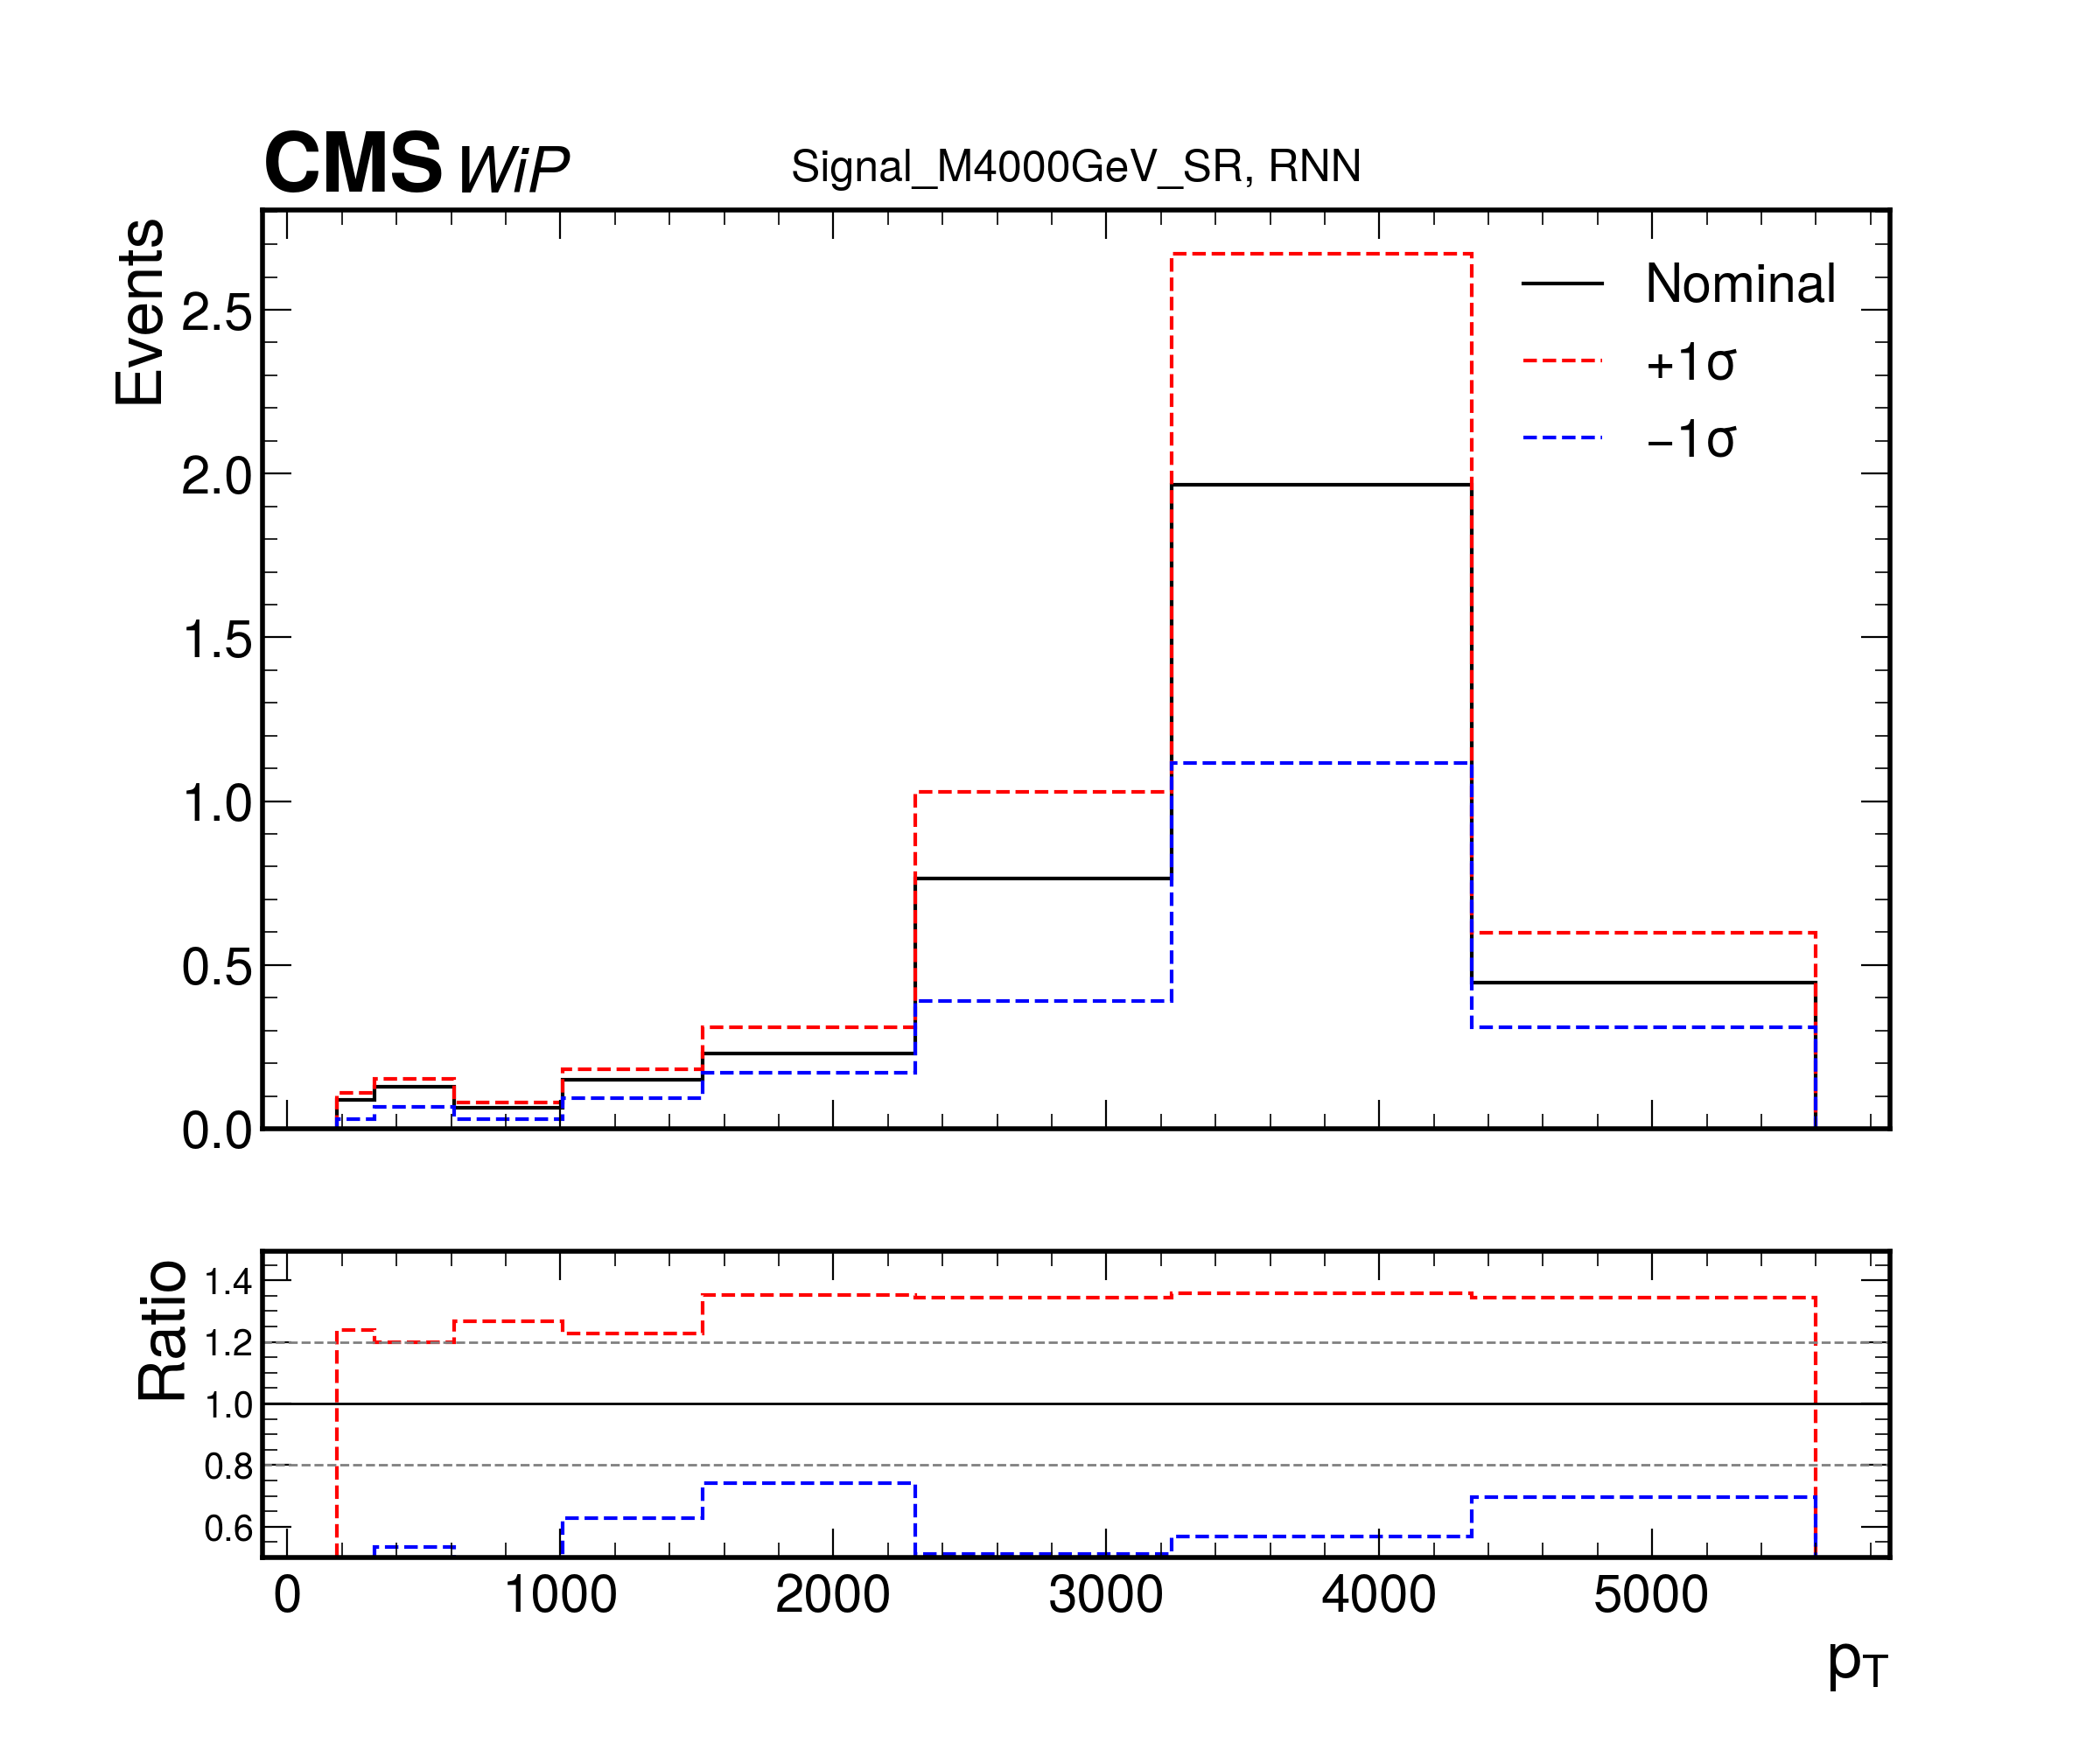 CMS WiP
Signal_M4000GeV_SR, RNN
Events
2.5
2.0
1.5
1.0
0.5
0.0
Nominal
+1σ
−1σ
Ratio
1.4
1.2
1.0
0.8
0.6
0 1000 2000 3000 4000 5000
pT